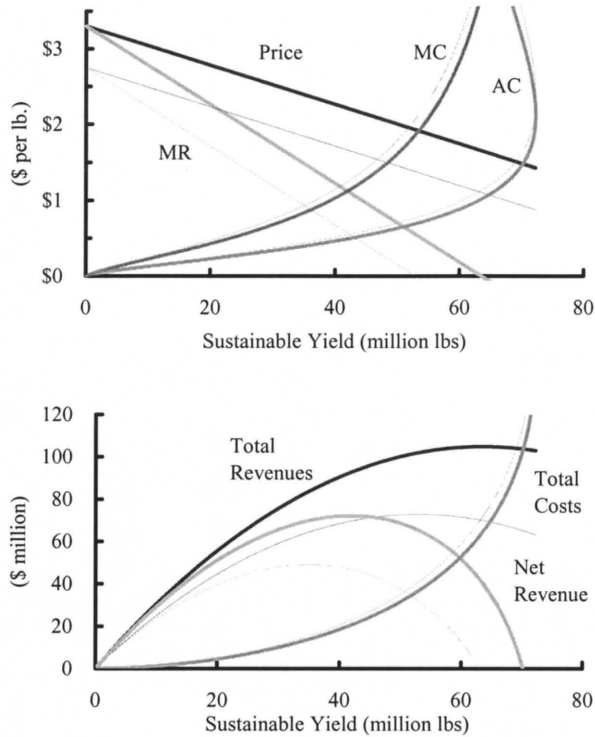 $3
$2
$1
$0
($ per lb.)
Price
MC
AC
MR
0 20 40 60 80
Sustainable Yield (million lbs)
120
100
80
60
40
20
0
($ million)
Total
Revenues
Total
Costs
Net
Revenue
0 20 40 60 80
Sustainable Yield (million lbs)